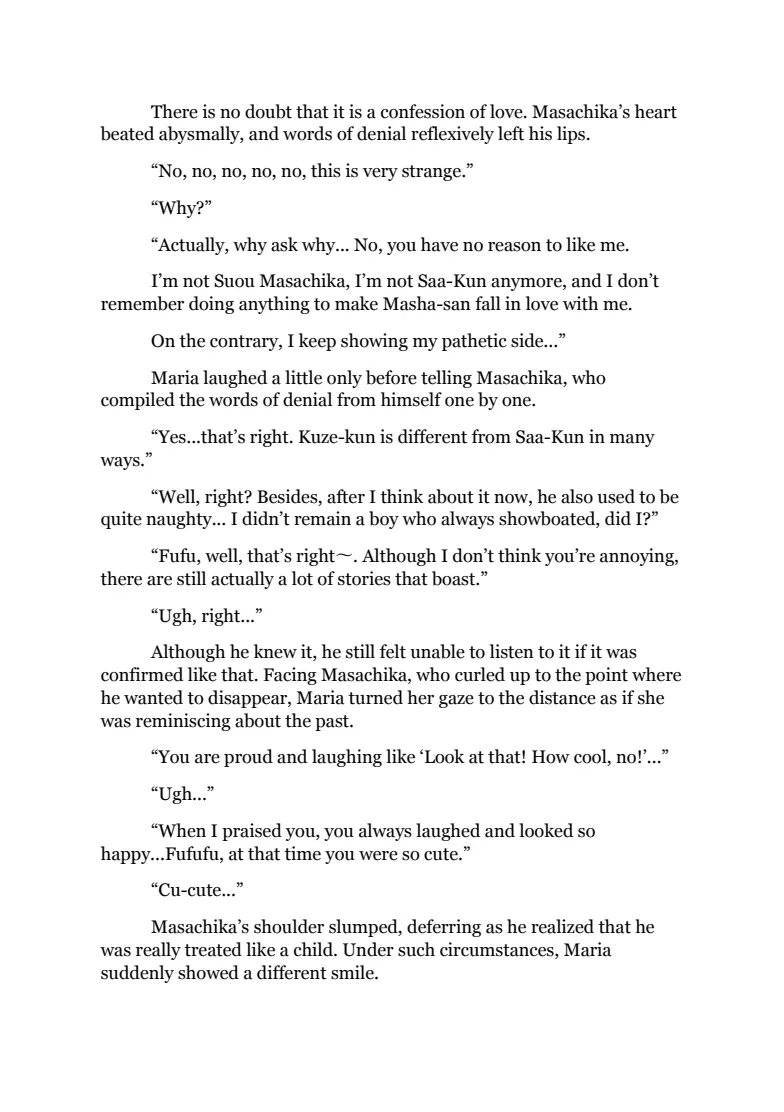 There is no doubt that it is a confession of love. Masachika’s heart
beated abysmally, and words of denial reflexively left his lips.
“No, no, no, no, no, this is very strange.”
“Why?”
“Actually, why ask why... No, you have no reason to like me.
I’m not Suou Masachika, I’m not Saa-Kun anymore, and I don’t
remember doing anything to make Masha-san fall in love with me.
On the contrary, I keep showing my pathetic side...”
Maria laughed a little only before telling Masachika, who
compiled the words of denial from himself one by one.
“Yes...that’s right. Kuze-kun is different from Saa-Kun in many
ways.”
“Well, right? Besides, after I think about it now, he also used to be
quite naughty... I didn’t remain a boy who always showboated, did I?”
“Fufu, well, that’s right〜. Although I don’t think you’re annoying,
there are still actually a lot of stories that boast.”
“Ugh, right...”
Although he knew it, he still felt unable to listen to it if it was
confirmed like that. Facing Masachika, who curled up to the point where
he wanted to disappear, Maria turned her gaze to the distance as if she
was reminiscing about the past.
“You are proud and laughing like ‘Look at that! How cool, no!’...”
“Ugh...”
“When I praised you, you always laughed and looked so
happy...Fufufu, at that time you were so cute.”
“Cu-cute...”
Masachika’s shoulder slumped, deferring as he realized that he
was really treated like a child. Under such circumstances, Maria
suddenly showed a different smile.